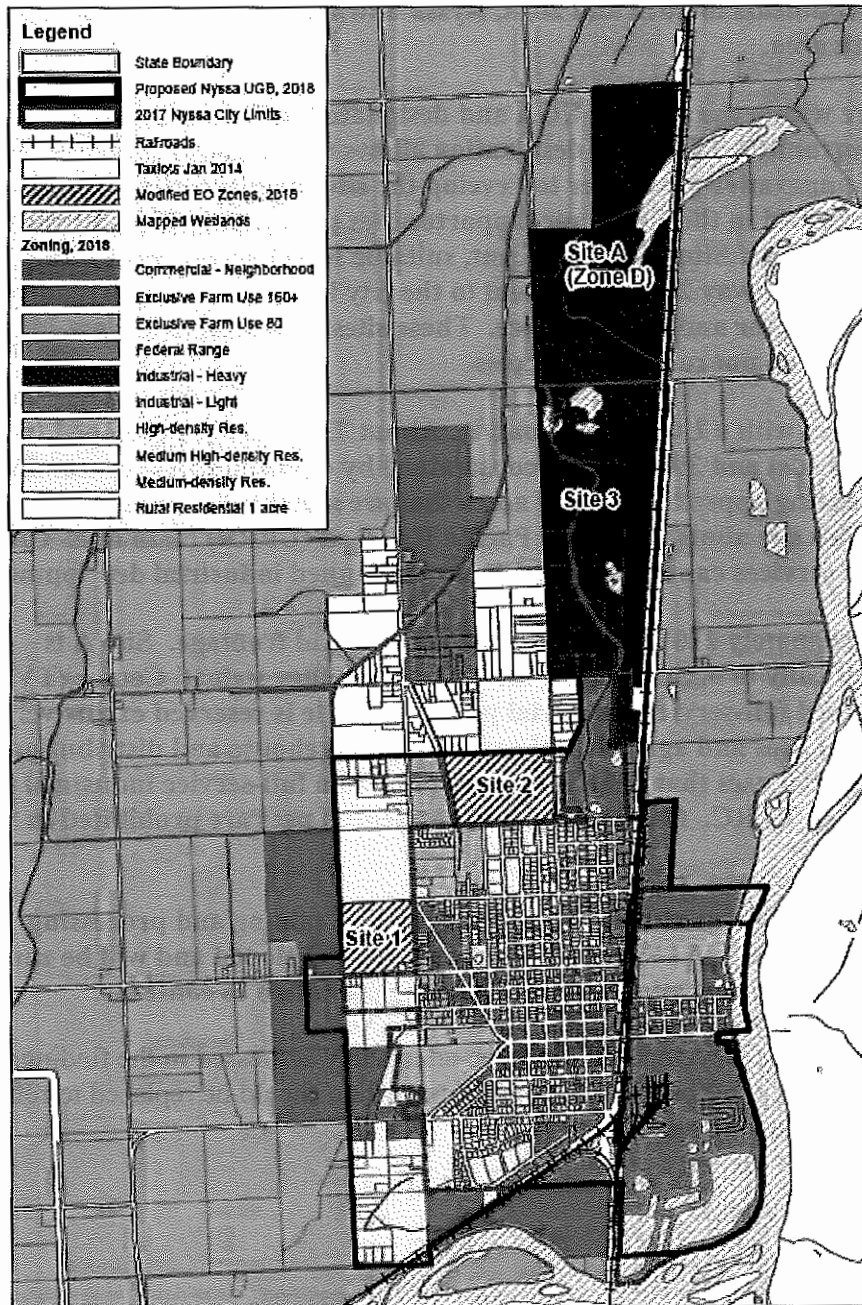 Legend
State Boundary
Proposed Nyssa UGB, 2018
2017 Nyssa City Limits
Railroads
Taxlots Jan 2014
Modified EO Zones, 2018
Mapped Wetlands
Zoning, 2018
Commercial - Neighborhood
Exclusive Farm Use 160+
Exclusive Farm Use 80
Federal Range
Industrial - Heavy
Industrial - Light
High-density Res.
Medium High-density Res.
Medium-density Res.
Rural Residential 1 acre
Site A
(Zone D)
Site 3
Site 2
Site 1